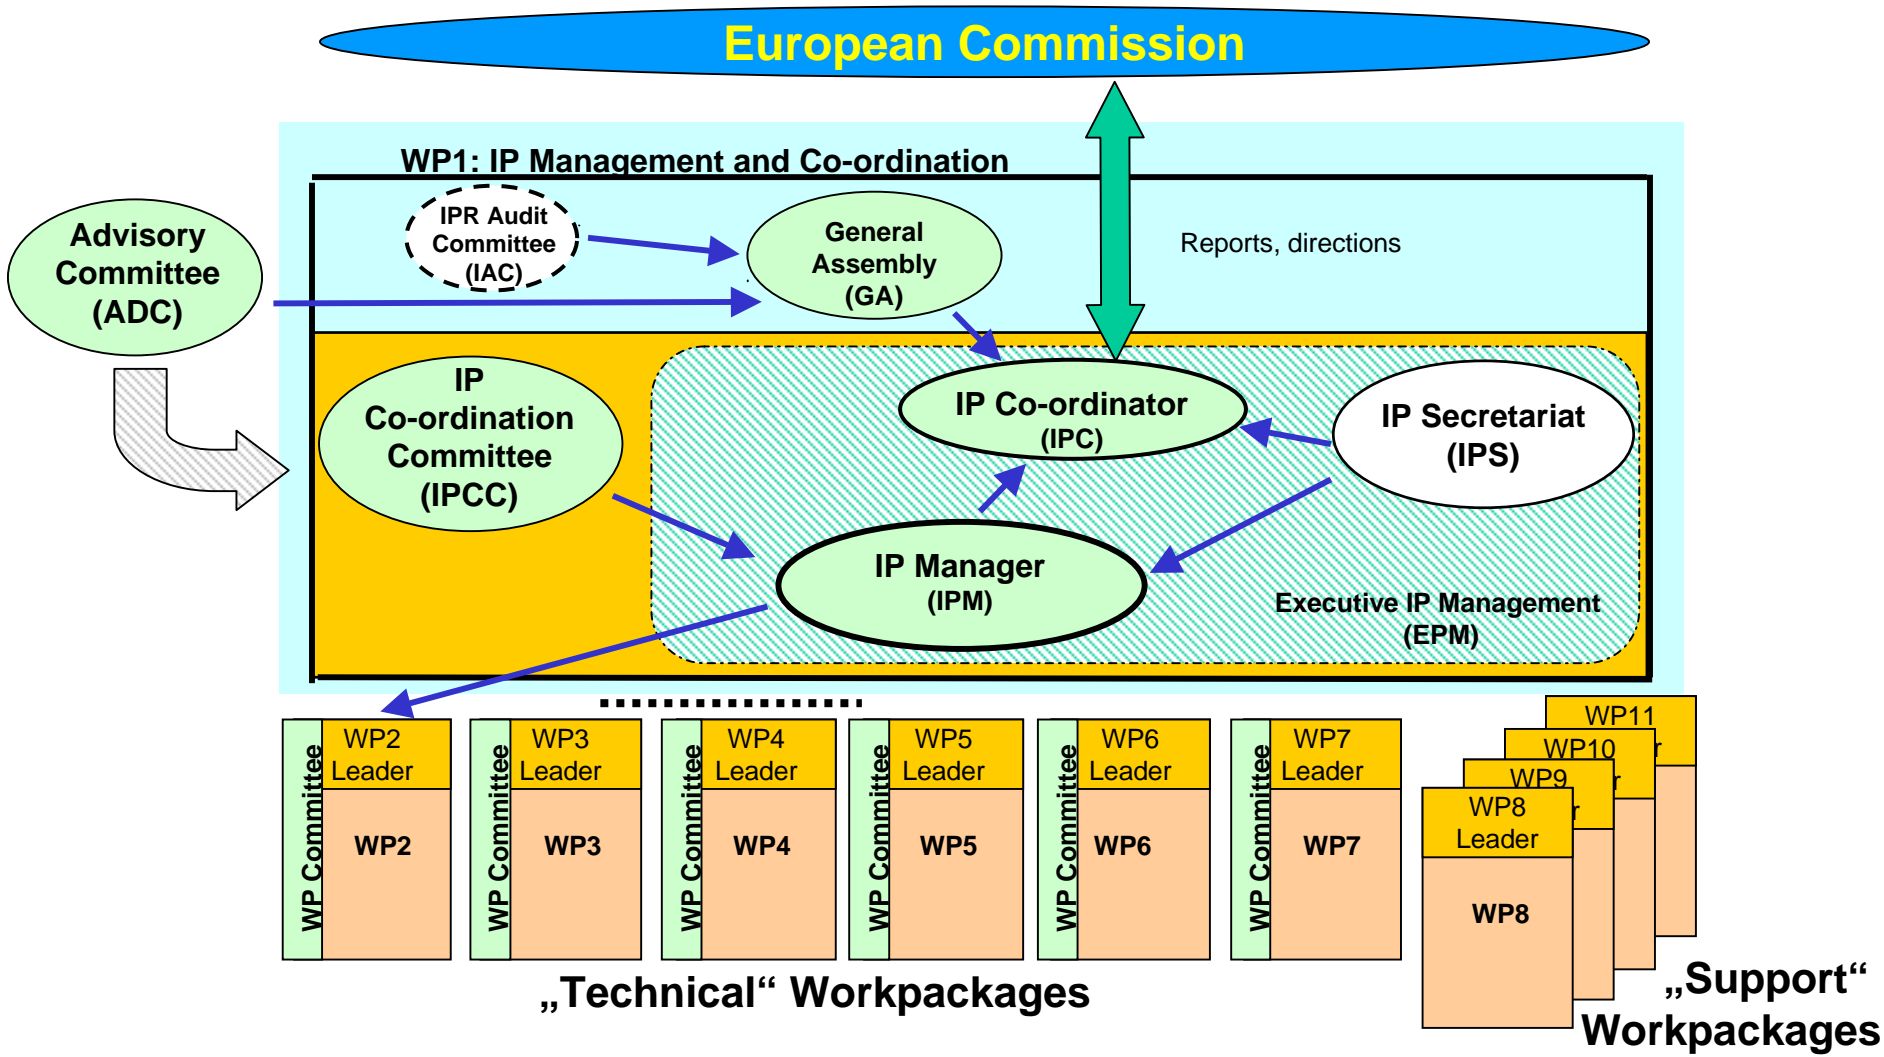 European Commission
WP1: IP Management and Co-ordination
Advisory
Committee
(ADC)
IPR Audit
Committee
(IAC)
General
Assembly
(GA)
Reports, directions
IP
Co-ordination
Committee
(IPCC)
IP Co-ordinator
(IPC)
IP Secretariat
(IPS)
IP Manager
(IPM)
Executive IP Management
(EPM)
WP Committee
WP2
Leader
WP2
WP Committee
WP3
Leader
WP3
WP Committee
WP4
Leader
WP4
WP Committee
WP5
Leader
WP5
WP Committee
WP6
Leader
WP6
WP Committee
WP7
Leader
WP7
WP11
r
WP10
r
WP9
r
WP8
Leader
WP8
„Technical“ Workpackages
„Support“
Workpackages